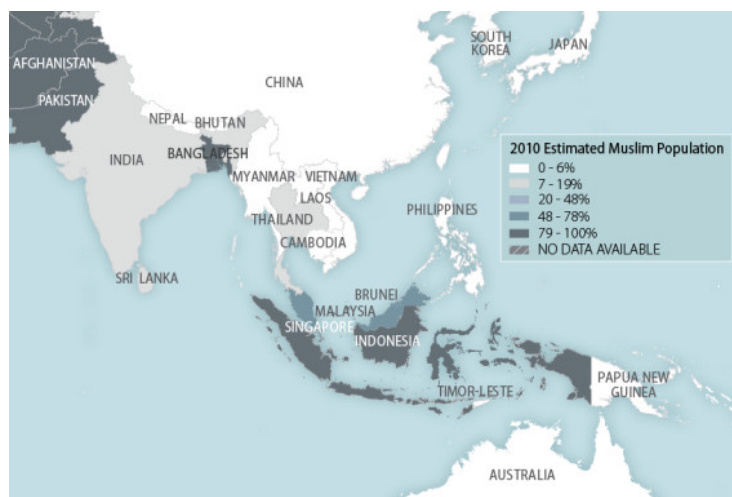 SOUTH
KOREA
JAPAN
AFGHANISTAN
CHINA
PAKISTAN
NEPAL
BHUTAN
INDIA
BANGLADESH
MYANMAR
VIETNAM
LAOS
THAILAND
PHILIPPINES
CAMBODIA
SRI LANKA
BRUNEI
MALAYSIA
SINGAPORE
INDONESIA
TIMOR-LESTE
PAPUA NEW
GUINEA
AUSTRALIA
2010 Estimated Muslim Population
0 - 6%
7 - 19%
20 - 48%
48 - 78%
79 - 100%
NO DATA AVAILABLE